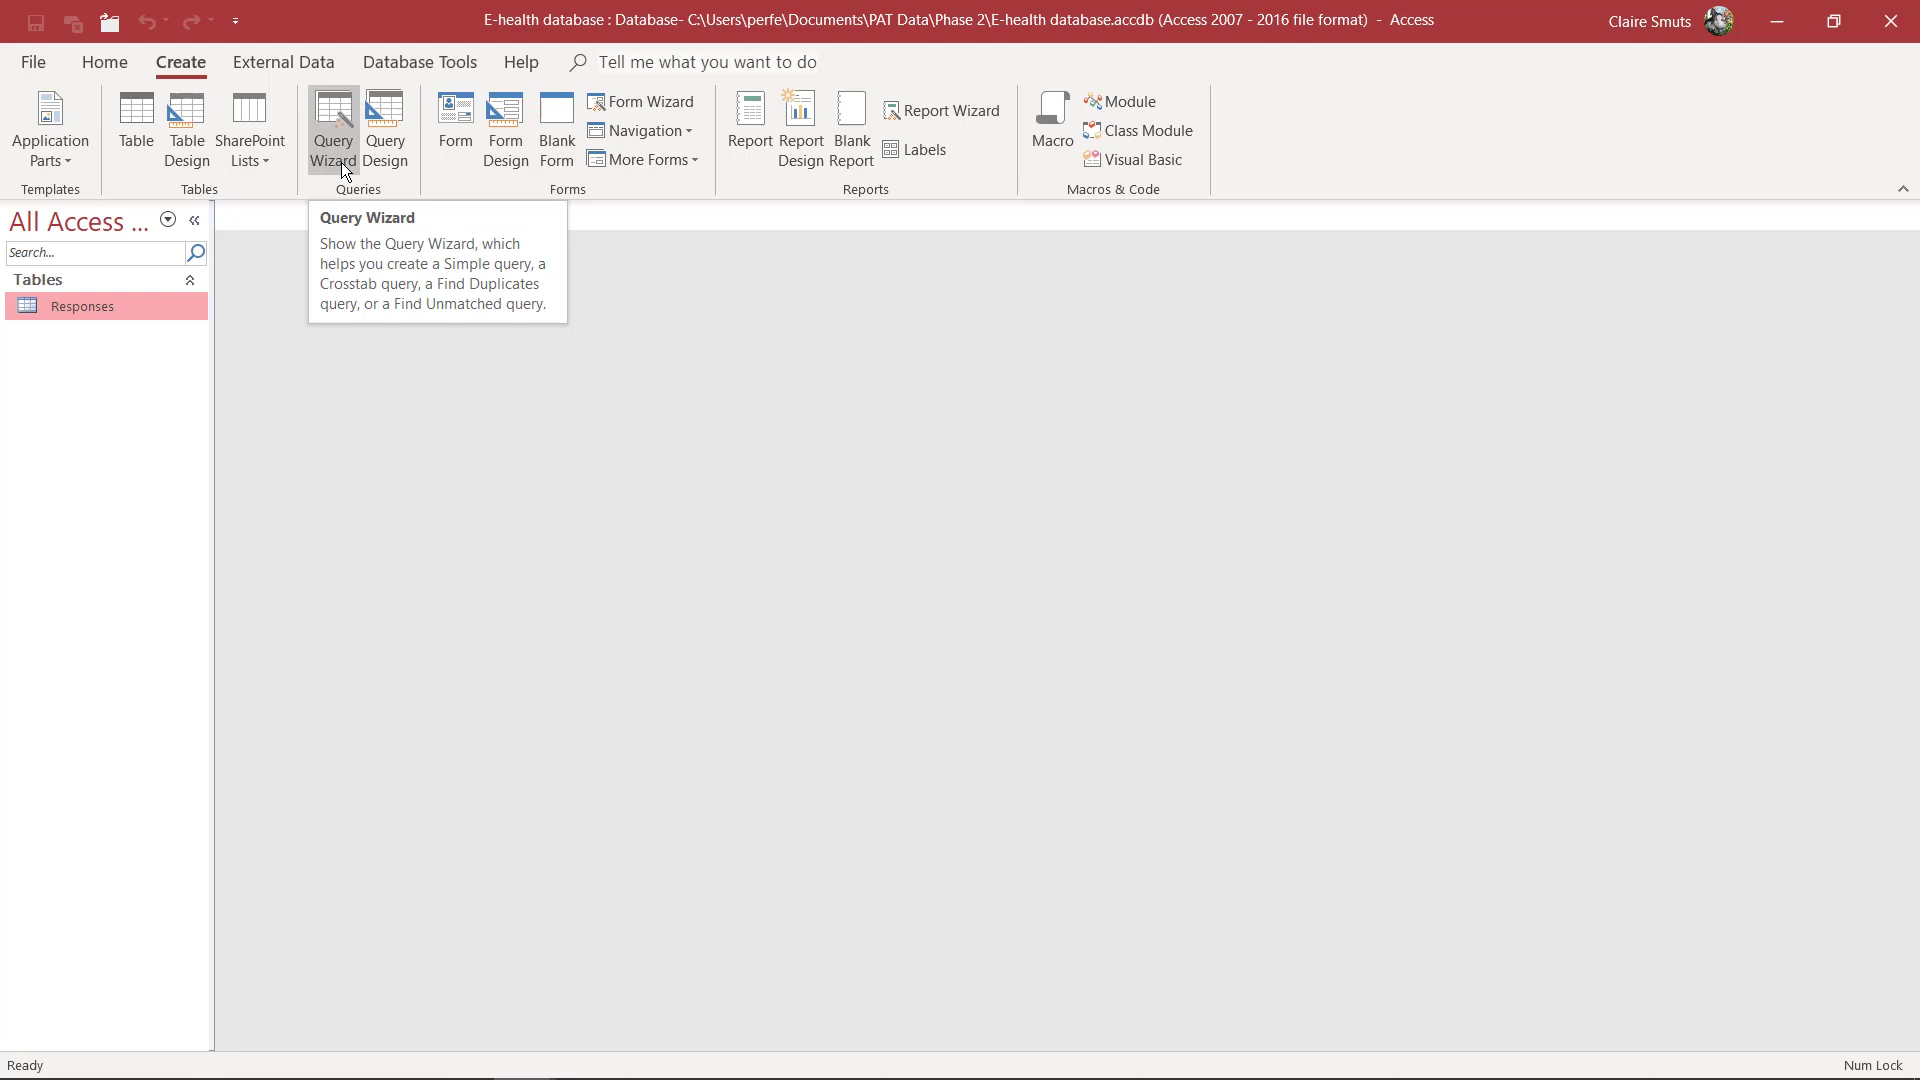 E-health database : Database- C:\Users\perfe\Documents\PAT Data\Phase 2\E-health database.accdb (Access 2007 - 2016 file format) - Access
Claire Smuts
File Home Create External Data Database Tools Help Tell me what you want to do
Application Parts
Templates
Table
Table Design
SharePoint Lists
Tables
Query Wizard
Query Design
Queries
Form
Form Design
Blank Form
Form Wizard
Navigation
More Forms
Forms
Report
Report Design
Blank Report
Report Wizard
Labels
Reports
Macro
Module
Class Module
Visual Basic
Macros & Code
All Access ...
Search...
Tables
Responses
Query Wizard
Show the Query Wizard, which
helps you create a Simple query, a
Crosstab query, a Find Duplicates
query, or a Find Unmatched query.
Ready
Num Lock